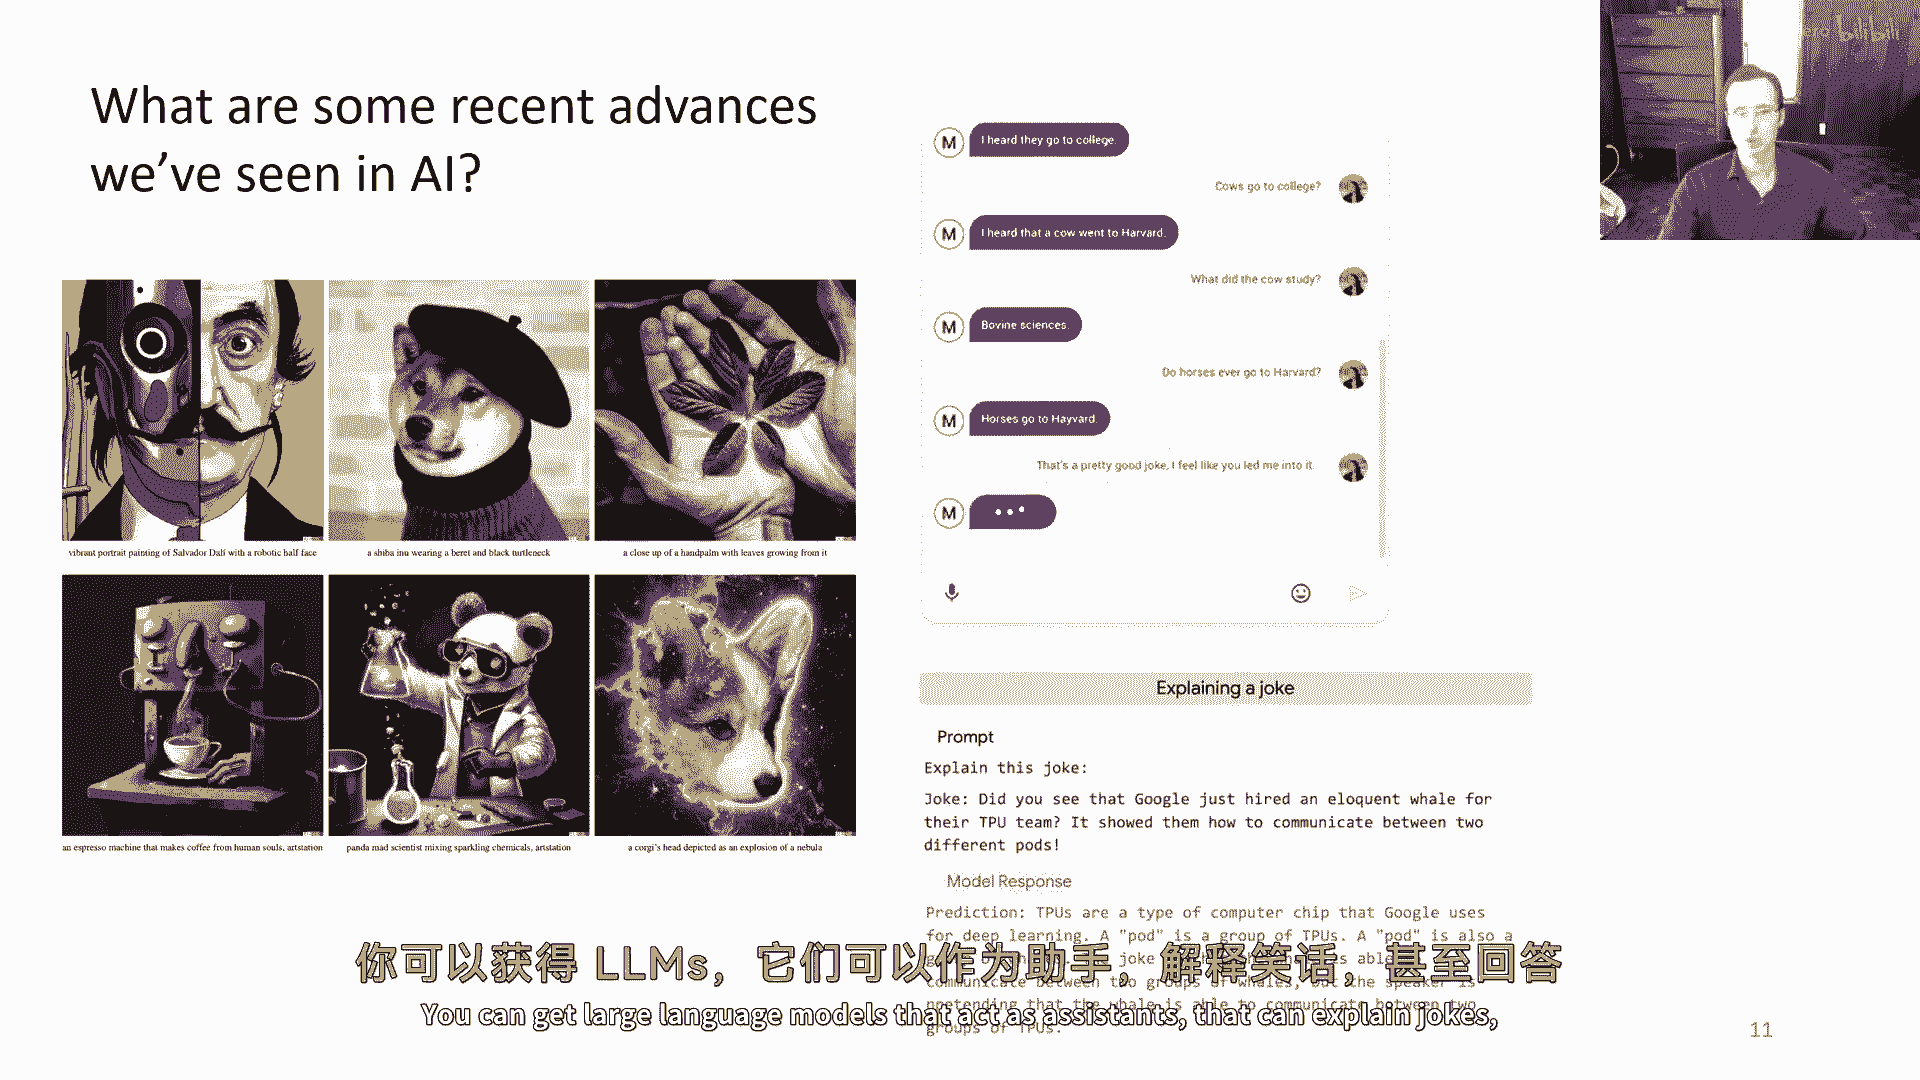 What are some recent advances
we've seen in AI?
vibrant portrait painting of Salvador Dalí with a robotic half face
a shiba inu wearing a beret and black turtleneck
a close up of a handpalm with leaves growing from it
an espresso machine that makes coffee from human souls, artstation
panda mad scientist mixing sparkling chemicals, artstation
a corgi's head depicted as an explosion of a nebula
M
I heard they go to college.
Cows go to college?
M
I heard that a cow went to Harvard.
What did the cow study?
M
Bovine sciences.
Do horses ever go to Harvard?
M
Horses go to Hayvard.
That's a pretty good joke, I feel like you led me into it.
M
Explaining a joke
Prompt
Explain this joke:
Joke: Did you see that Google just hired an eloquent whale for
their TPU team? It showed them how to communicate between two
different pods!
Model Response
Prediction: TPUs are a type of computer chip that Google uses
for deep learning. A "pod" is a group of TPUs. A "pod" is also a
joke is able
communicate between two groups of whales, but the speaker is
pretending that the whale is able to communicate between two
groups of TPUs.
你可以获得 LLMs，它们可以作为助手，解释笑话，甚至回答
You can get large language models that act as assistants, that can explain jokes,
11
bilibili